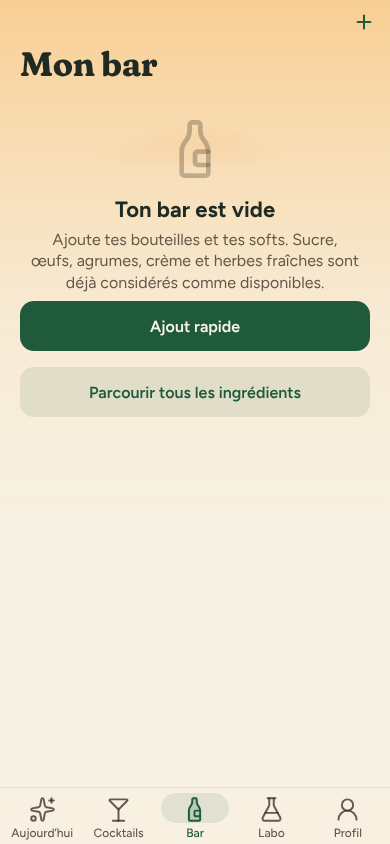 Mon bar
Ton bar est vide
Ajoute tes bouteilles et tes softs. Sucre,
œufs, agrumes, crème et herbes fraîches sont
déjà considérés comme disponibles.
Ajout rapide
Parcourir tous les ingrédients
Aujourd'hui
Cocktails
Bar
Labo
Profil